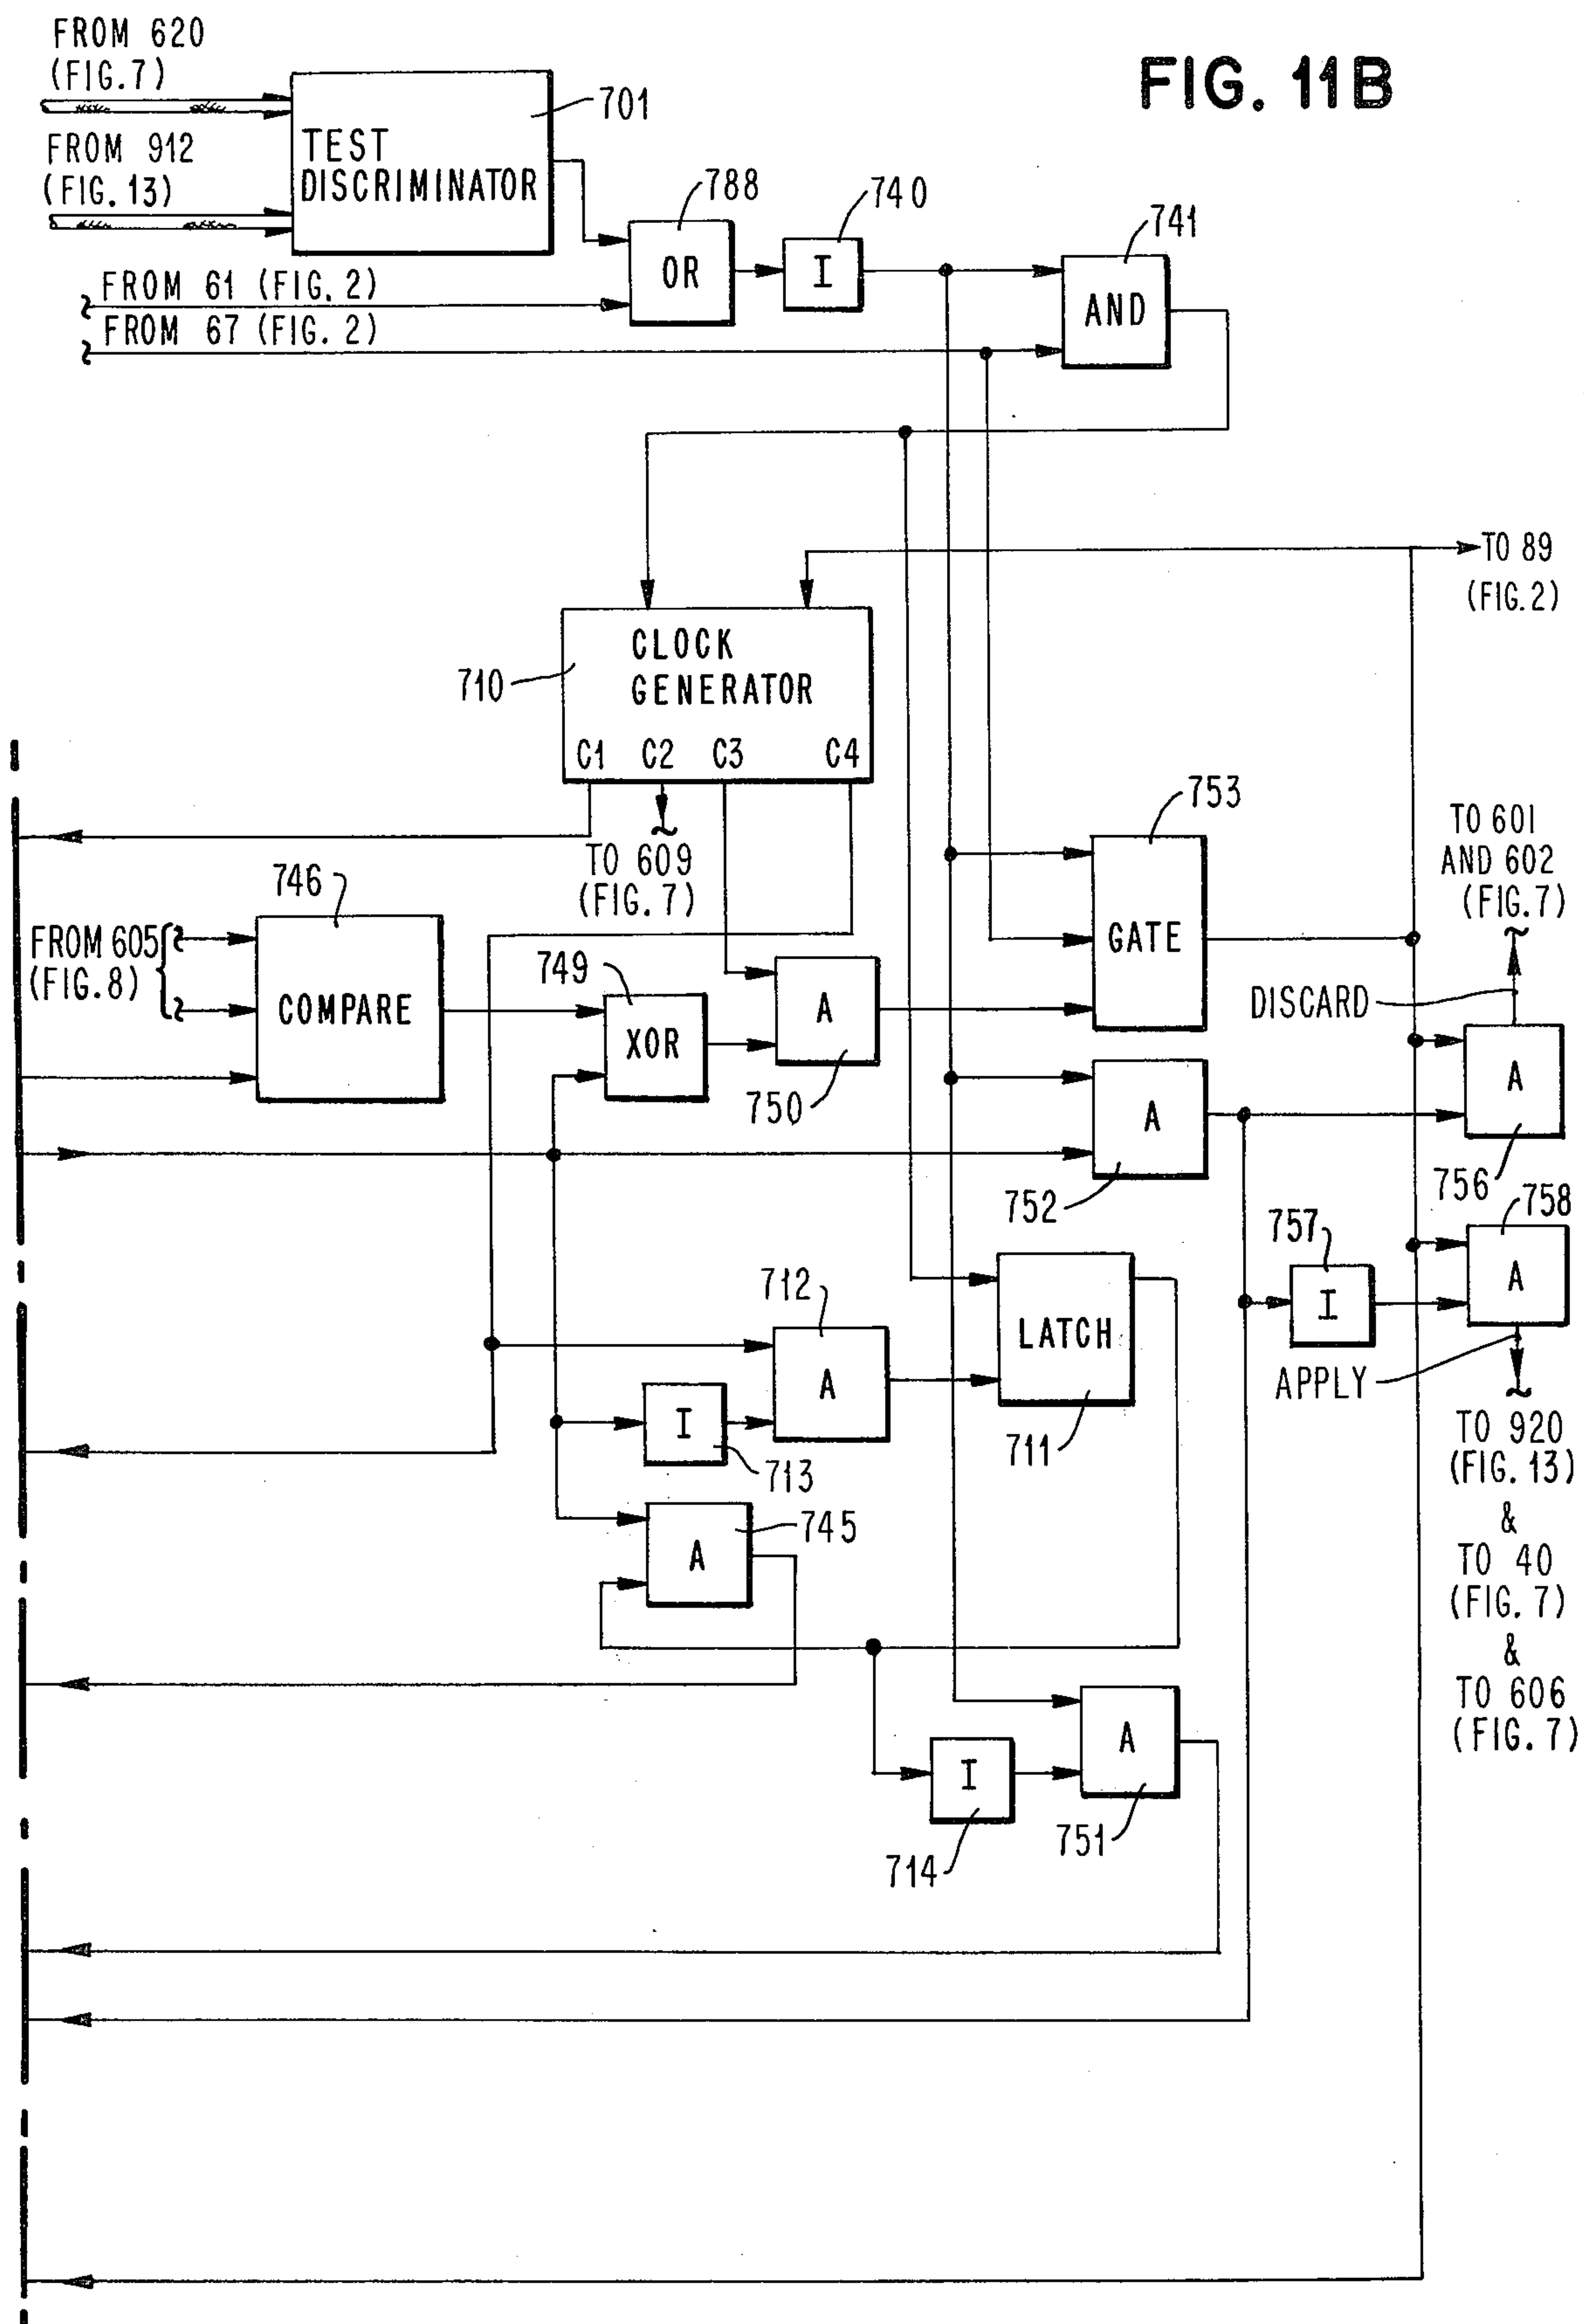 FIG. 11B
FROM 620
(FIG. 7)
701
TEST
DISCRIMINATOR
FROM 912
(FIG. 13)
788
OR
740
I
741
AND
FROM 61 (FIG. 2)
FROM 67 (FIG. 2)
TO 89
(FIG. 2)
CLOCK
GENERATOR
710
C1 C2 C3 C4
TO 609
(FIG. 7)
753
GATE
TO 601
AND 602
(FIG. 7)
DISCARD
746
FROM 605
(FIG. 8)
COMPARE
749
XOR
A
750
A
752
A
756
758
A
757
I
APPLY
712
A
LATCH
711
I
713
745
A
TO 920
(FIG. 13)
&
TO 40
(FIG. 7)
&
TO 606
(FIG. 7)
I
714
A
751